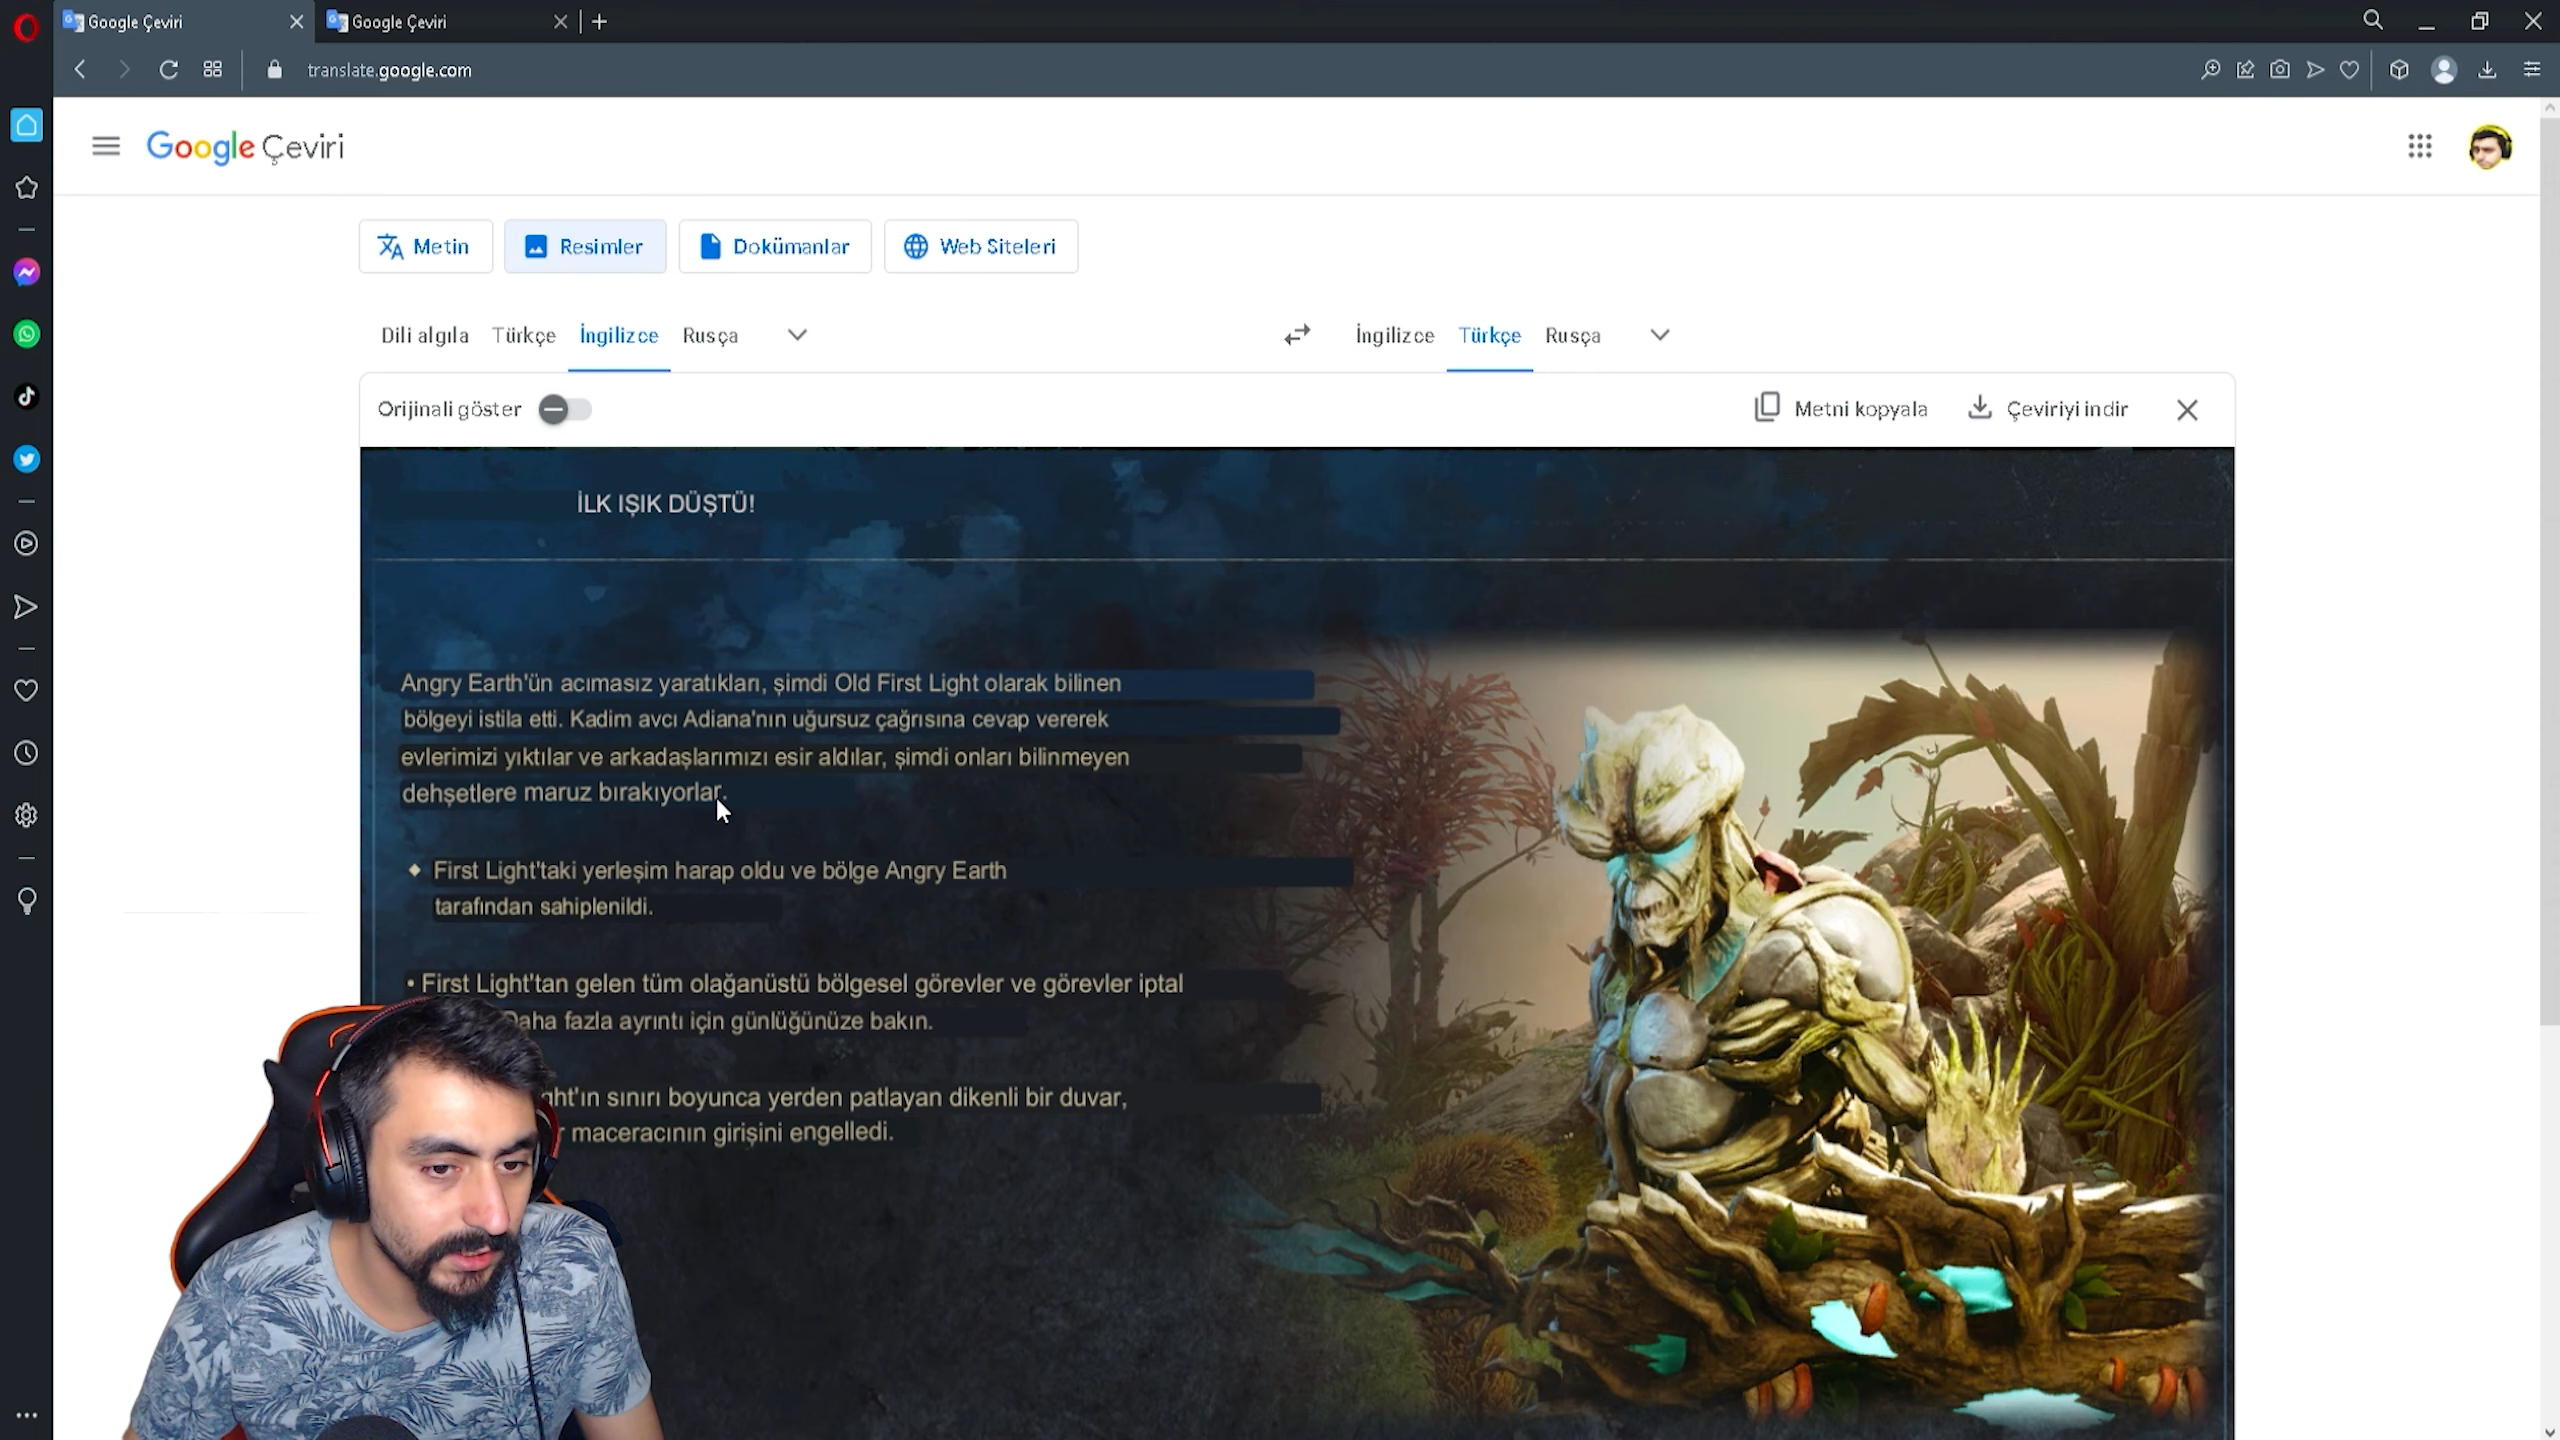 Google Çeviri
Google Çeviri
translate.google.com
Google Çeviri
Metin
Resimler
Dokümanlar
Web Siteleri
Dili algıla Türkçe İngilizce Rusça
İngilizce Türkçe Rusça
Orijinali göster
Metni kopyala
Çeviriyi indir
İLK IŞIK DÜŞTÜ!
Angry Earth'ün acımasız yaratıkları, şimdi Old First Light olarak bilinen
bölgeyi istila etti. Kadim avcı Adiana'nın uğursuz çağrısına cevap vererek
evlerimizi yıktılar ve arkadaşlarımızı esir aldılar, şimdi onları bilinmeyen
dehşetlere maruz bırakıyorlar.
◆ First Light'taki yerleşim harap oldu ve bölge Angry Earth
tarafından sahiplenildi.
• First Light'tan gelen tüm olağanüstü bölgesel görevler ve görevler iptal
Daha fazla ayrıntı için günlüğünüze bakın.
sınırı boyunca yerden patlayan dikenli bir duvar,
maceracının girişini engelledi.